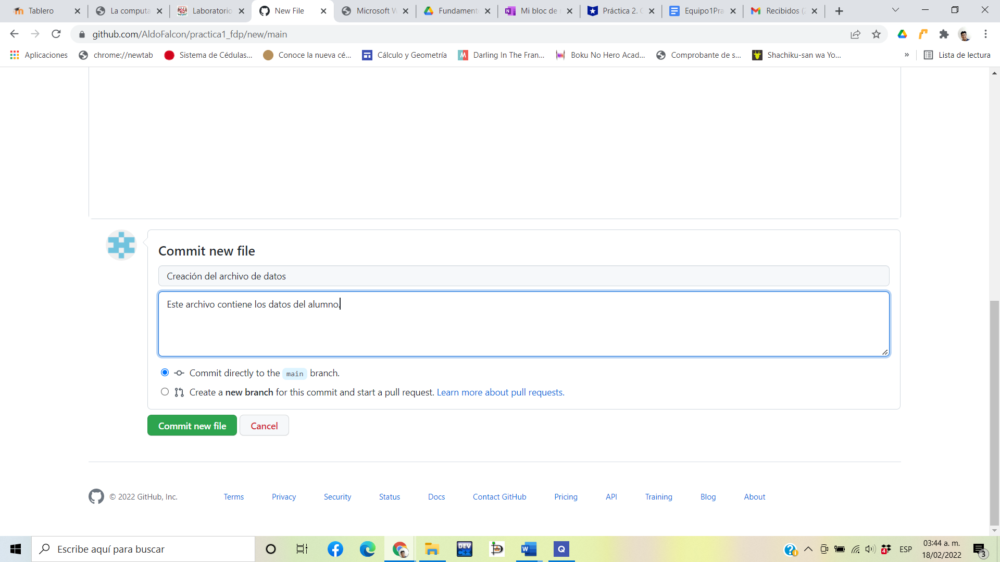 Tablero
La computa
Laboratorio
New File
Microsoft W
Fundament
Mi bloc de
Práctica 2.
Equipo1Pra
Recibidos (
github.com/AldoFalcon/practica1_fdp/new/main
Aplicaciones
chrome://newtab
Sistema de Cédulas...
Conoce la nueva cé...
Cálculo y Geometría
Darling In The Fran...
Boku No Hero Acad...
Comprobante de s...
Shachiku-san wa Yo...
»
Lista de lectura
Commit new file
Creación del archivo de datos
Este archivo contiene los datos del alumno.
Commit directly to the main branch.
Create a new branch for this commit and start a pull request. Learn more about pull requests.
Commit new file
Cancel
© 2022 GitHub, Inc.
Terms
Privacy
Security
Status
Docs
Contact GitHub
Pricing
API
Training
Blog
About
Escribe aquí para buscar
DEV
W
Q
4
ESP
03:44 a. m.
18/02/2022
3